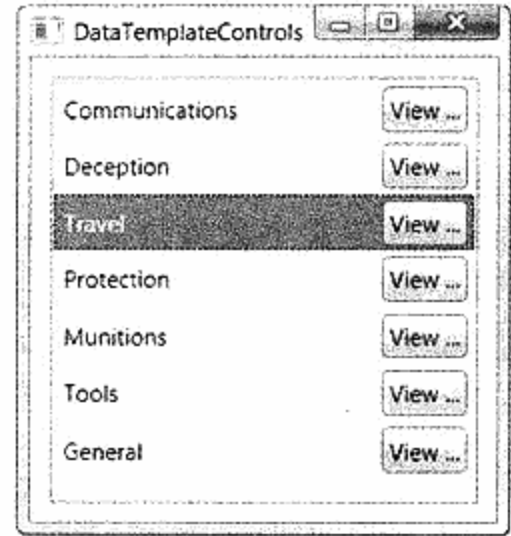 DataTemplateControls
Communications View ...
Deception View ...
Travel View ...
Protection View ...
Munitions View ...
Tools View ...
General View ...